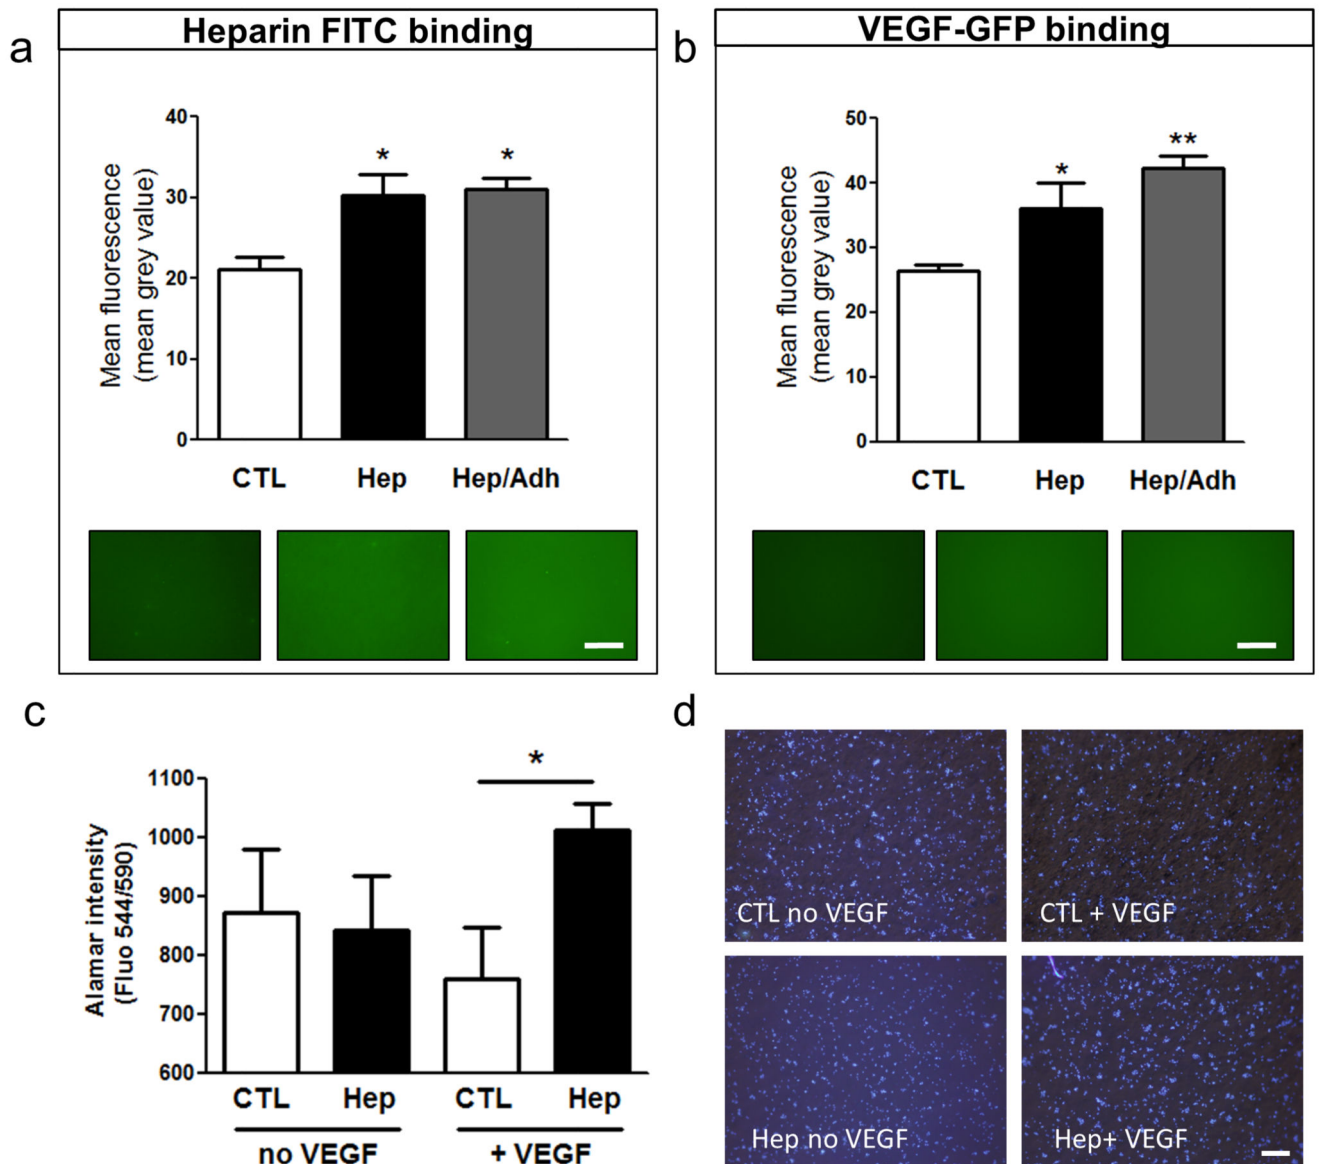 a
Heparin FITC binding
Mean fluorescence
(mean grey value)
40
30
20
10
0
*
*
CTL Hep Hep/Adh
b
VEGF-GFP binding
Mean fluorescence
(mean grey value)
50
40
30
20
10
0
*
**
CTL Hep Hep/Adh
c
Alamar intensity
(Fluo 544/590)
1100
1000
900
800
700
600
*
CTL Hep CTL Hep
no VEGF + VEGF
d
CTL no VEGF
CTL + VEGF
Hep no VEGF
Hep+ VEGF